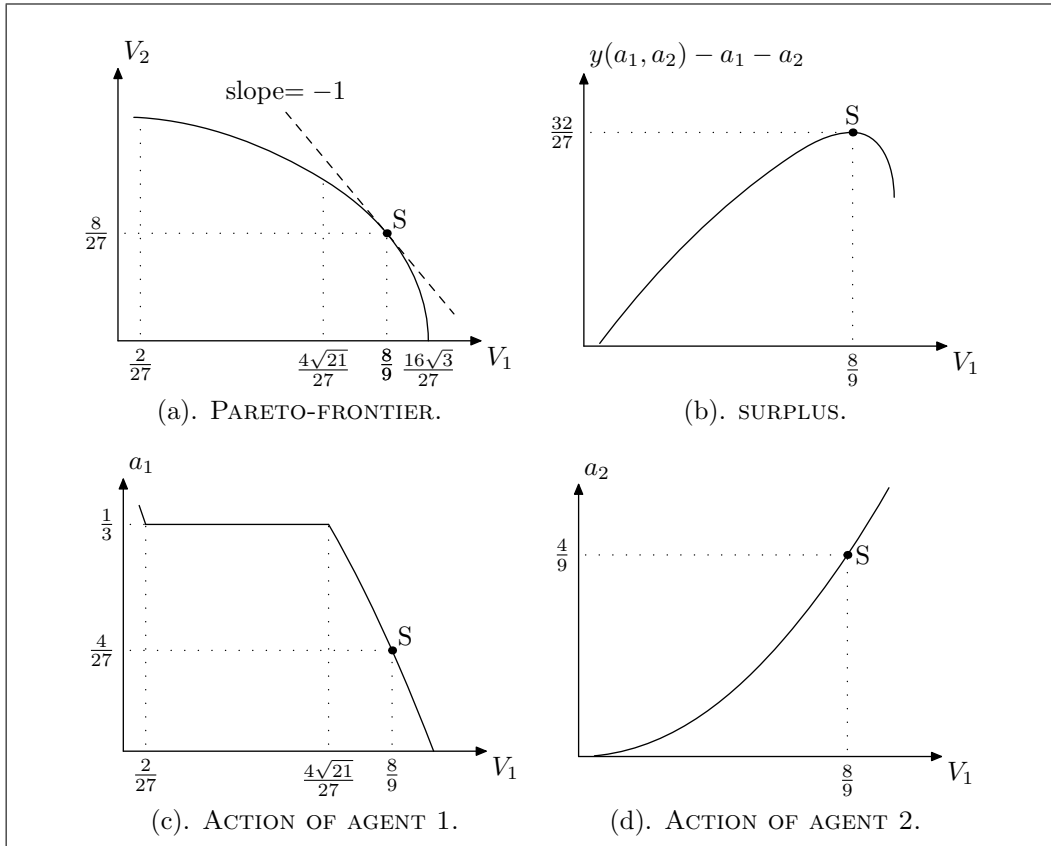 V₂
slope= −1
S
8/27
2/27
4√21/27
8/9
16√3/27
V₁
(a). PARETO-FRONTIER.
y(a₁, a₂) − a₁ − a₂
S
32/27
8/9
V₁
(b). SURPLUS.
a₁
1/3
S
4/27
2/27
4√21/27
8/9
V₁
(c). ACTION OF AGENT 1.
a₂
4/9
S
8/9
V₁
(d). ACTION OF AGENT 2.